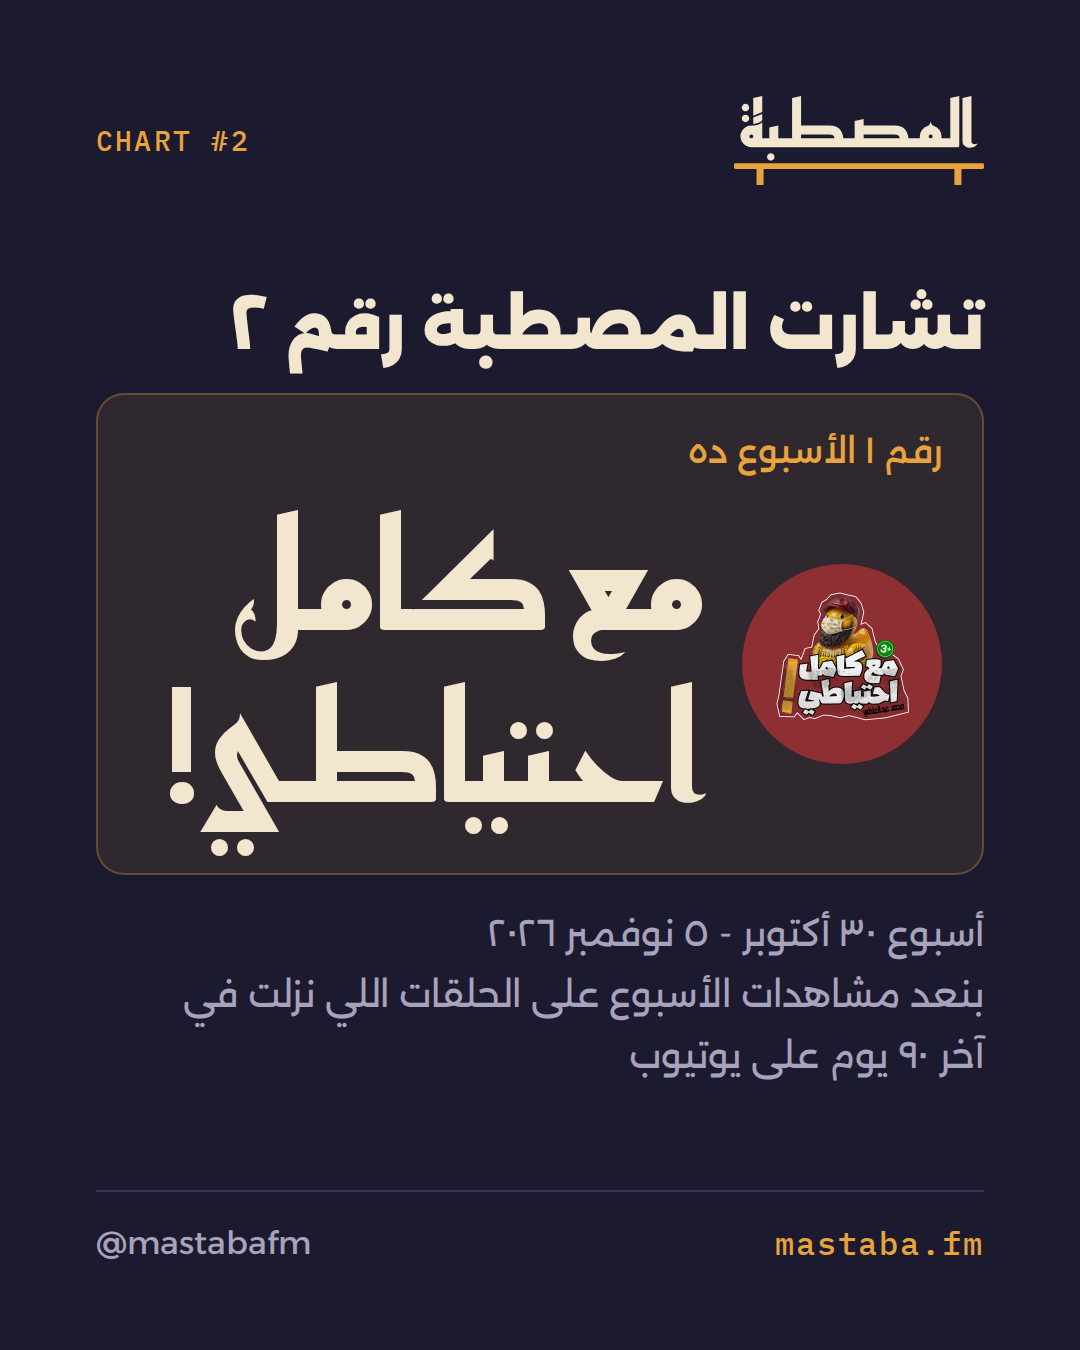 المصطبة
CHART #2
تشارت المصطبة رقم ٢
رقم ١ الأسبوع ده
مع كامل
احتياطي!
+3
مع كامل
احتياطي!
أسبوع ٣٠ أكتوبر - ٥ نوفمبر ٢٠٢٦
بنعد مشاهدات الأسبوع على الحلقات اللي نزلت في
آخر ٩٠ يوم على يوتيوب
mastaba.fm
@mastabafm